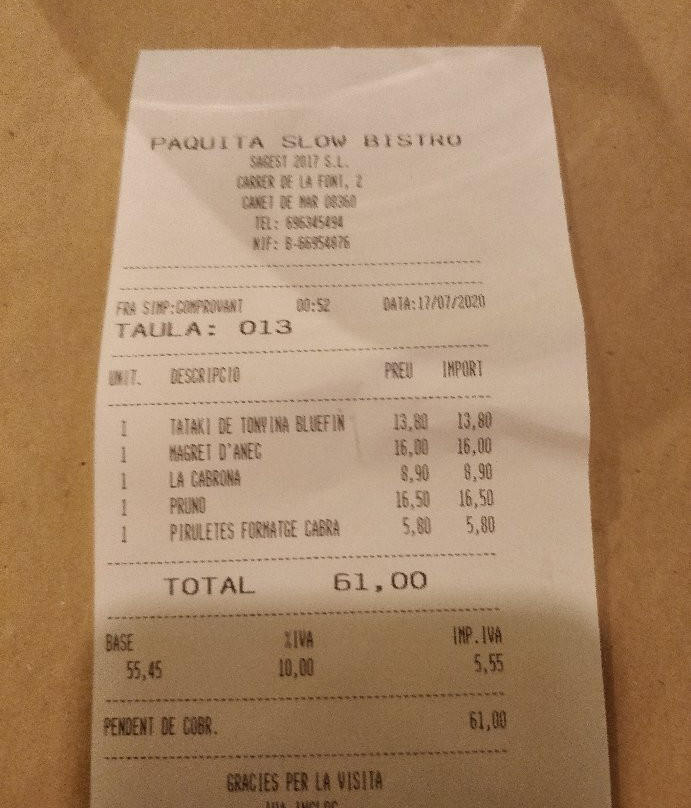 PAQUITA SLOW BISTRO
SAGEST 2017 S.L.
CARRER DE LA FONT, 2
CANET DE MAR 08360
TEL: 696345494
NIF: B-66954876
FRA SIMP:COMPROVANT 00:52 DATA:17/07/2020
TAULA: 013
UNIT. DESCRIPCIO PREU IMPORT
1 TATAKI DE TONYINA BLUEFIN 13,80 13,80
1 MAGRET D'ANEC 16,00 16,00
1 LA CABRONA 8,90 8,90
1 PRUNO 16,50 16,50
1 PIRULETES FORMATGE CABRA 5,80 5,80
TOTAL 61,00
BASE %IVA IMP.IVA
55,45 10,00 5,55
PENDENT DE COBR. 61,00
GRACIES PER LA VISITA
IVA INCLOS